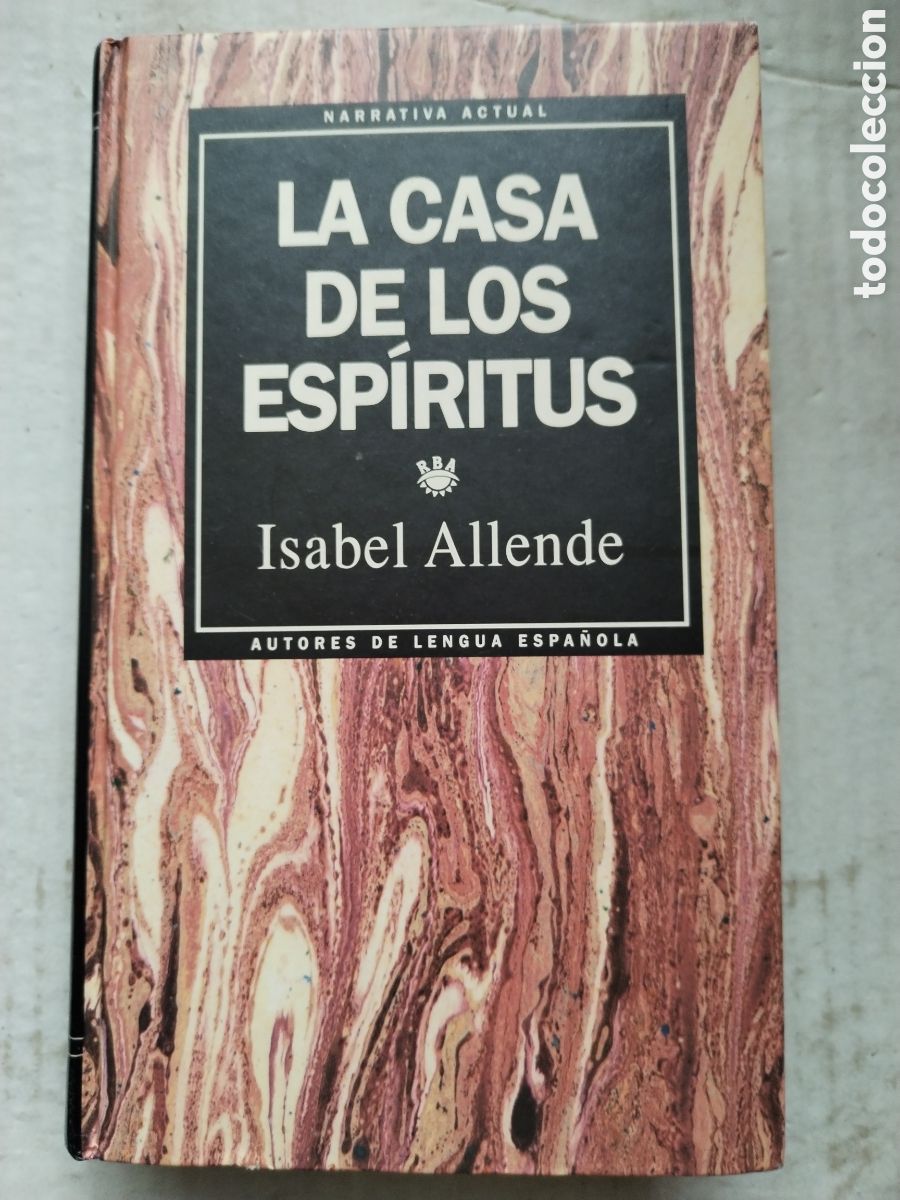 NARRATIVA ACTUAL
LA CASA
DE LOS
ESPÍRITUS
RBA
Isabel Allende
AUTORES DE LENGUA ESPAÑOLA
todocoleccion